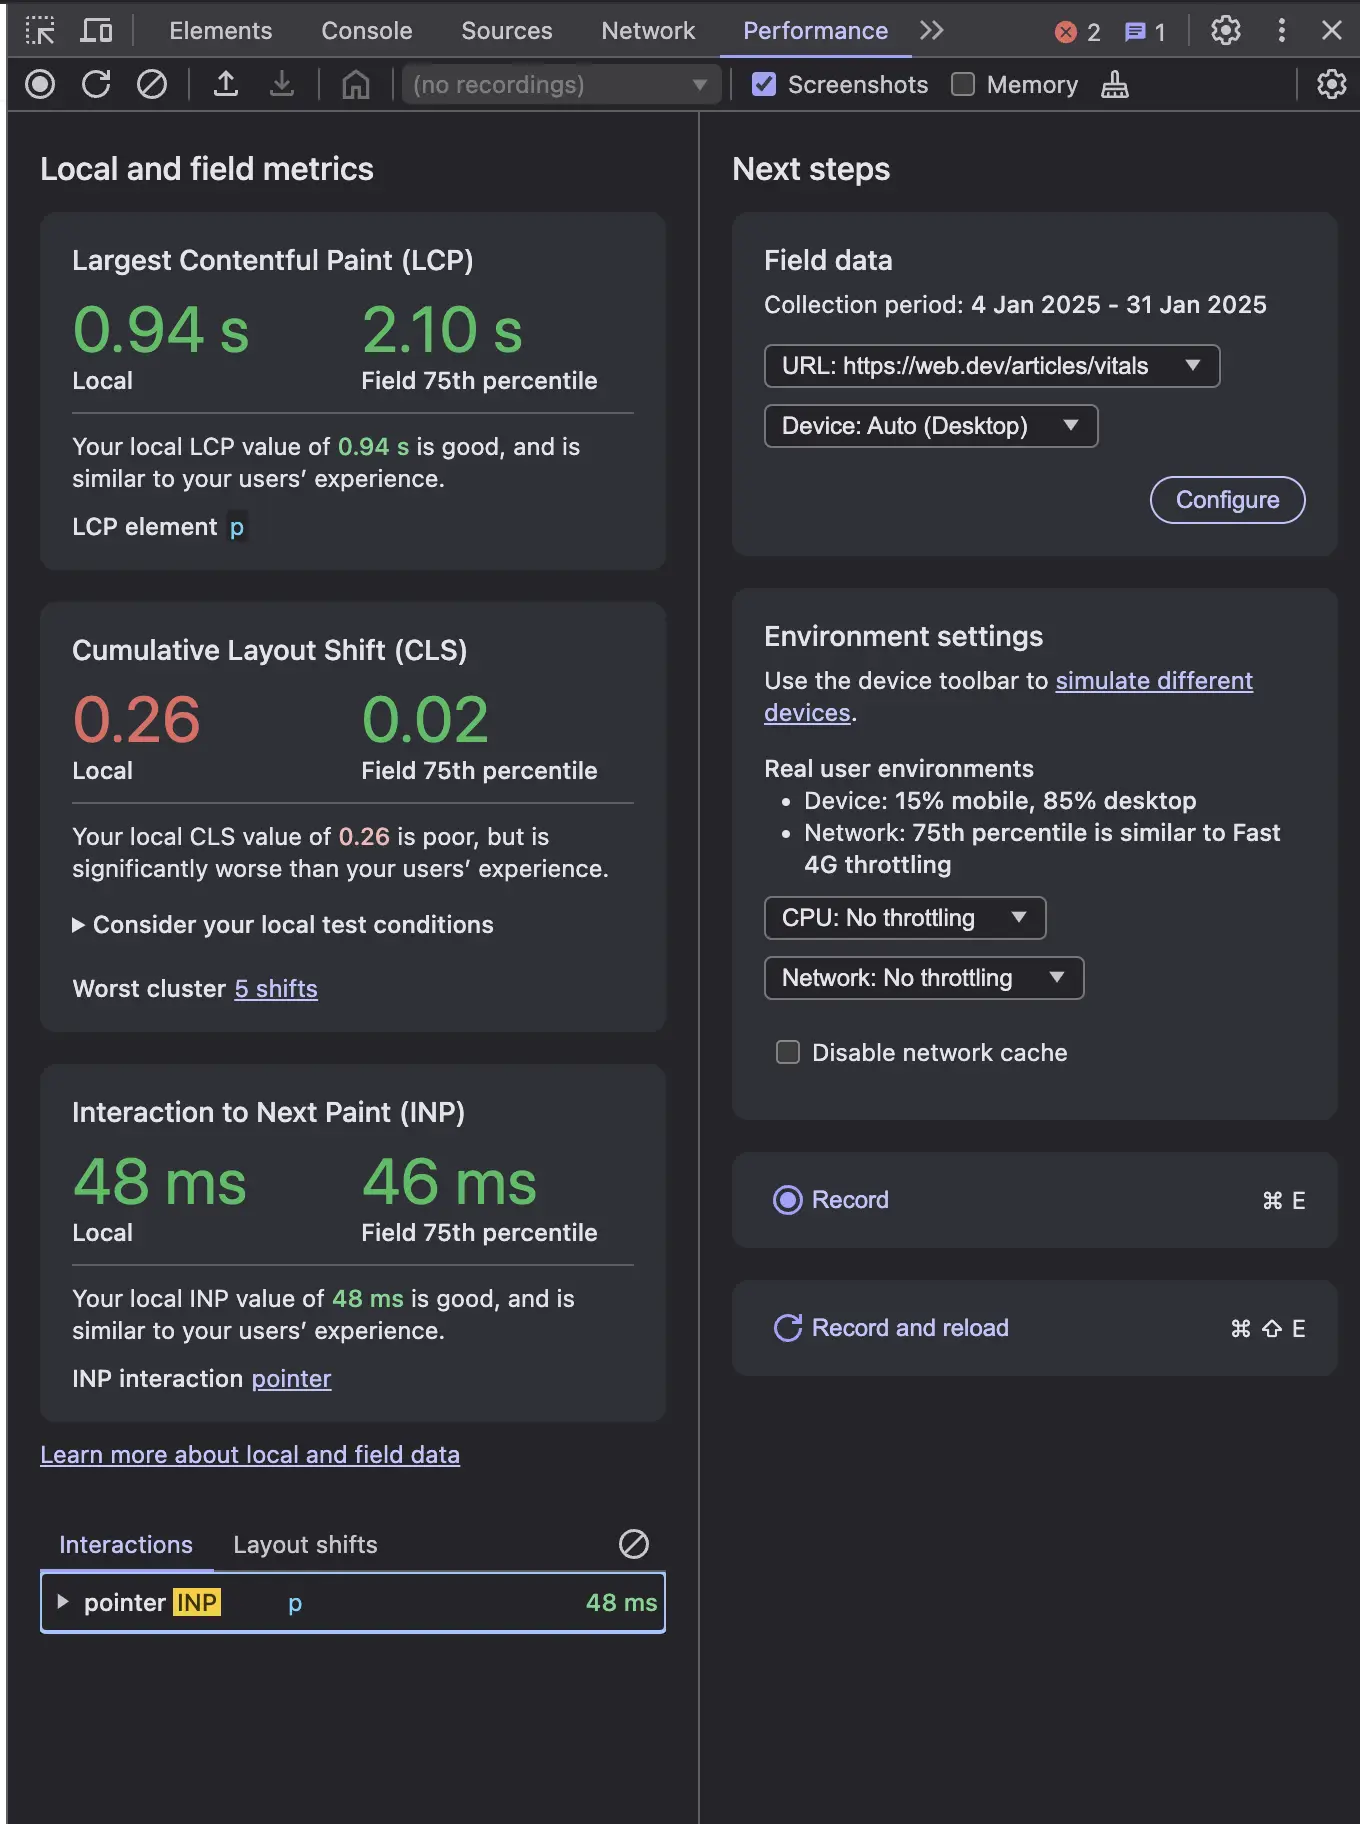 Elements Console Sources Network Performance 2 1
(no recordings) Screenshots Memory
Local and field metrics
Largest Contentful Paint (LCP)
0.94 s 2.10 s
Local Field 75th percentile
Your local LCP value of 0.94 s is good, and is
similar to your users’ experience.
LCP element p
Cumulative Layout Shift (CLS)
0.26 0.02
Local Field 75th percentile
Your local CLS value of 0.26 is poor, but is
significantly worse than your users’ experience.
Consider your local test conditions
Worst cluster 5 shifts
Interaction to Next Paint (INP)
48 ms 46 ms
Local Field 75th percentile
Your local INP value of 48 ms is good, and is
similar to your users’ experience.
INP interaction pointer
Learn more about local and field data
Interactions Layout shifts
pointer INP p 48 ms
Next steps
Field data
Collection period: 4 Jan 2025 - 31 Jan 2025
URL: https://web.dev/articles/vitals
Device: Auto (Desktop)
Configure
Environment settings
Use the device toolbar to simulate different
devices.
Real user environments
• Device: 15% mobile, 85% desktop
• Network: 75th percentile is similar to Fast
4G throttling
CPU: No throttling
Network: No throttling
Disable network cache
Record ⌘ E
Record and reload ⌘ ⇧ E